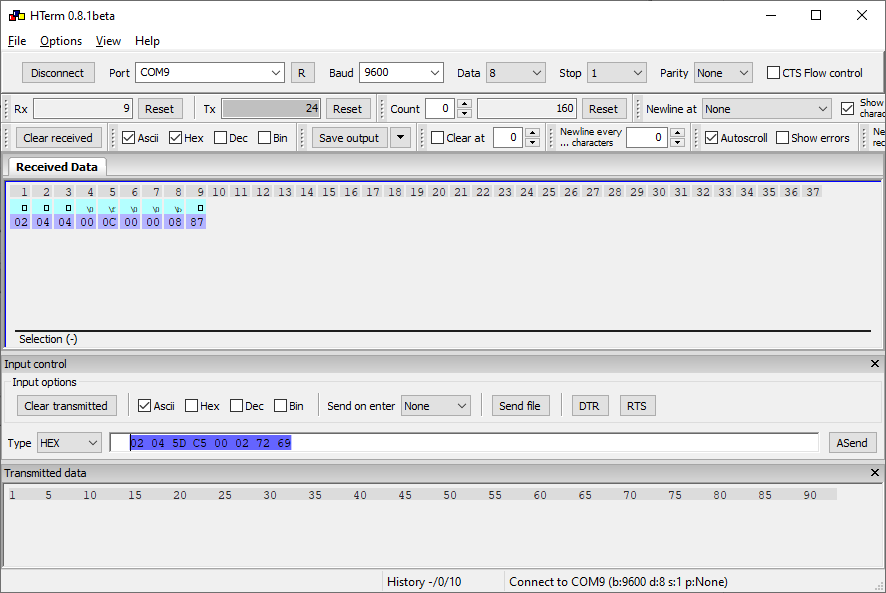 HTerm 0.8.1beta
File Options View Help
Disconnect Port COM9 R Baud 9600 Data 8 Stop 1 Parity None CTS Flow control
Rx 9 Reset Tx 24 Reset Count 0 160 Reset Newline at None Show
charac
Clear received Ascii Hex Dec Bin Save output Clear at 0 Newline every
... characters 0 Autoscroll Show errors Ne
rec
Received Data
1 2 3 4 5 6 7 8 9 10 11 12 13 14 15 16 17 18 19 20 21 22 23 24 25 26 27 28 29 30 31 32 33 34 35 36 37
02 04 04 00 0C 00 00 08 87
Selection (-)
Input control
Input options
Clear transmitted Ascii Hex Dec Bin Send on enter None Send file DTR RTS
Type HEX 02 04 5D C5 00 02 72 69 ASend
Transmitted data
1 5 10 15 20 25 30 35 40 45 50 55 60 65 70 75 80 85 90
History -/0/10 Connect to COM9 (b:9600 d:8 s:1 p:None)